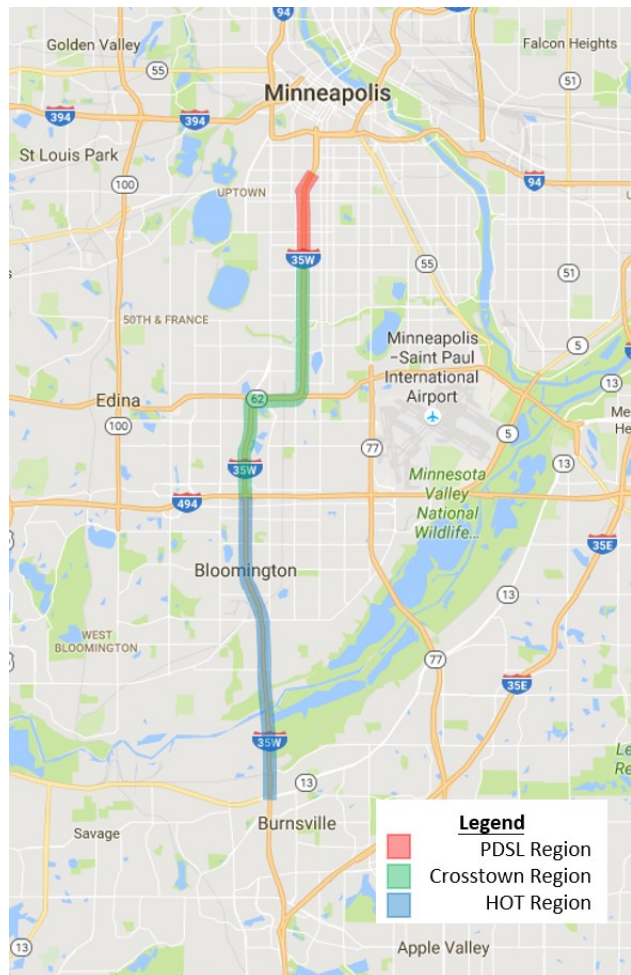 94
Golden Valley
Falcon Heights
55
51
Minneapolis
394
394
St Louis Park
94
100
UPTOWN
35W
55
51
50TH & FRANCE
Minneapolis
–Saint Paul
International
Airport
5
13
Edina
62
100
77
5
13
35W
Minnesota
Valley
National
Wildlife...
494
35E
Bloomington
13
WEST
BLOOMINGTON
77
35E
35W
13
Savage
Burnsville
Legend
PDSL Region
Crosstown Region
HOT Region
13
Apple Valley